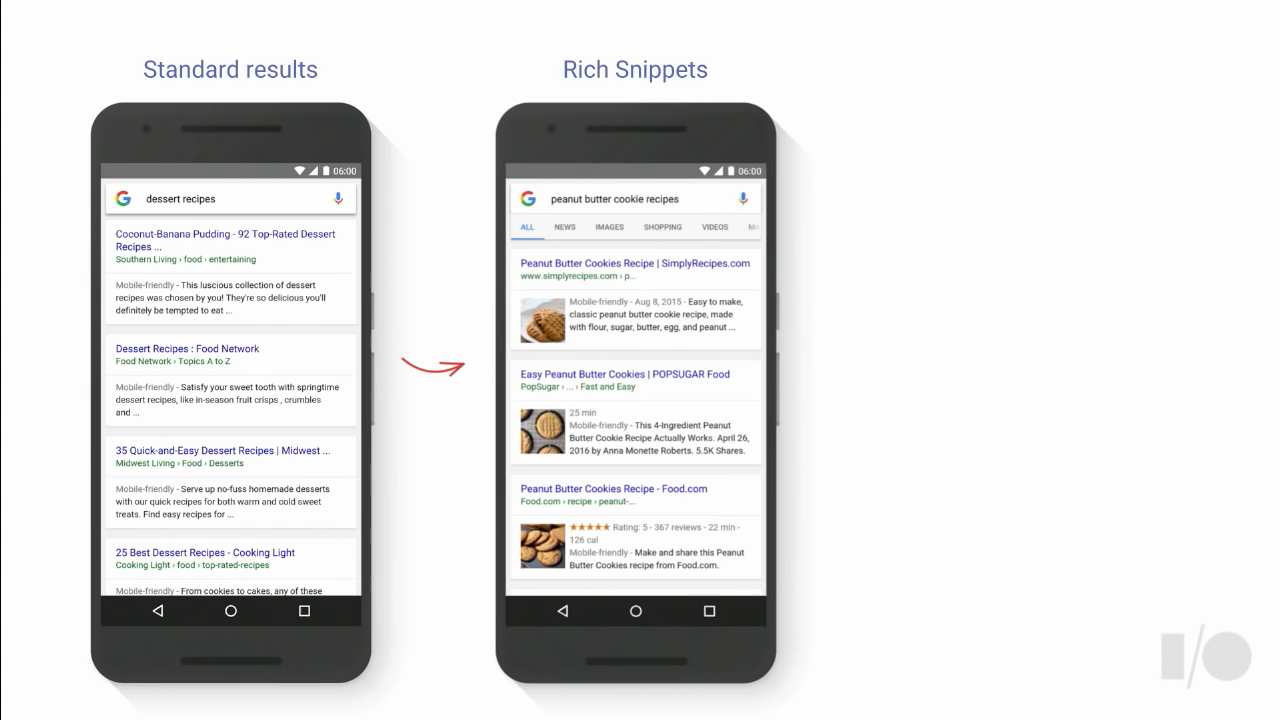 Standard results
06:00
dessert recipes
Coconut-Banana Pudding - 92 Top-Rated Dessert
Recipes ...
Southern Living › food › entertaining
Mobile-friendly - This luscious collection of dessert
recipes was chosen by you! They're so delicious you'll
definitely be tempted to eat ...
Dessert Recipes : Food Network
Food Network › Topics A to Z
Mobile-friendly - Satisfy your sweet tooth with springtime
dessert recipes, like in-season fruit crisps , crumbles
and ...
35 Quick-and-Easy Dessert Recipes | Midwest ...
Midwest Living › Food › Desserts
Mobile-friendly - Serve up no-fuss homemade desserts
with our quick recipes for both warm and cold sweet
treats. Find easy recipes for ...
25 Best Dessert Recipes - Cooking Light
Cooking Light › food › top-rated-recipes
Mobile-friendly - From cookies to cakes, any of these
Rich Snippets
06:00
peanut butter cookie recipes
ALL NEWS IMAGES SHOPPING VIDEOS MA
Peanut Butter Cookies Recipe | SimplyRecipes.com
www.simplyrecipes.com › p...
Mobile-friendly - Aug 8, 2015 - Easy to make,
classic peanut butter cookie recipe, made
with flour, sugar, butter, egg, and peanut ...
Easy Peanut Butter Cookies | POPSUGAR Food
PopSugar › ... › Fast and Easy
25 min
Mobile-friendly - This 4-Ingredient Peanut
Butter Cookie Recipe Actually Works. April 26,
2016 by Anna Monette Roberts. 5.5K Shares.
Peanut Butter Cookies Recipe - Food.com
Food.com › recipe › peanut-...
★★★★★ Rating: 5 - 367 reviews - 22 min -
126 cal
Mobile-friendly - Make and share this Peanut
Butter Cookies recipe from Food.com.
I/O